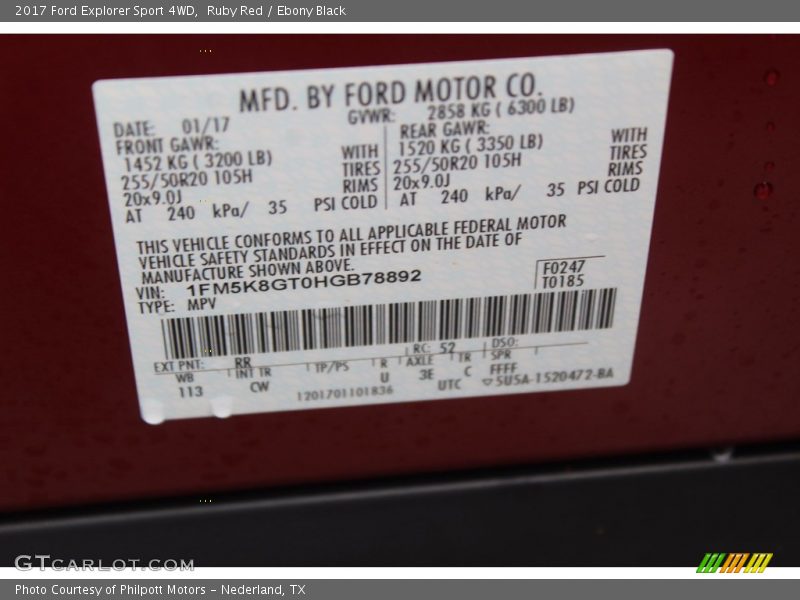 2017 Ford Explorer Sport 4WD, Ruby Red / Ebony Black
MFD. BY FORD MOTOR CO.
DATE: 01/17 GVWR: 2858 KG ( 6300 LB)
FRONT GAWR: REAR GAWR:
1452 KG ( 3200 LB) WITH 1520 KG ( 3350 LB) WITH
255/50R20 105H TIRES 255/50R20 105H TIRES
20x9.0J RIMS 20x9.0J RIMS
AT 240 kPa/ 35 PSI COLD AT 240 kPa/ 35 PSI COLD
THIS VEHICLE CONFORMS TO ALL APPLICABLE FEDERAL MOTOR
VEHICLE SAFETY STANDARDS IN EFFECT ON THE DATE OF
MANUFACTURE SHOWN ABOVE.
VIN: 1FM5K8GT0HGB78892 F0247
TYPE: MPV T0185
EXT PNT: RR RC: 52 DSO:
WB INT TR TP/PS R AXLE TR SPR
113 CW U 3E C FFFF
1201701101836 UTC ▽5U5A-1520472-BA
GTCARLOT.COM
Photo Courtesy of Philpott Motors – Nederland, TX